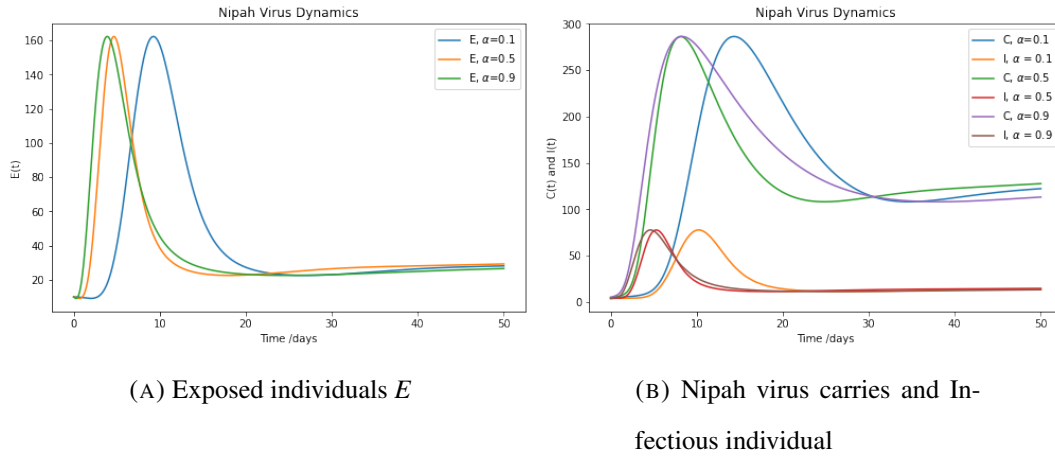 Nipah Virus Dynamics
160
140
120
100
80
60
40
20
E(t)
0
10
20
30
40
50
Time /days
E, α=0.1
E, α=0.5
E, α=0.9
(A) Exposed individuals E
Nipah Virus Dynamics
300
250
200
150
100
50
0
C(t) and I(t)
0
10
20
30
40
50
Time /days
C, α=0.1
I, α = 0.1
C, α=0.5
I, α = 0.5
C, α=0.9
I, α = 0.9
(B) Nipah virus carries and In-
fectious individual